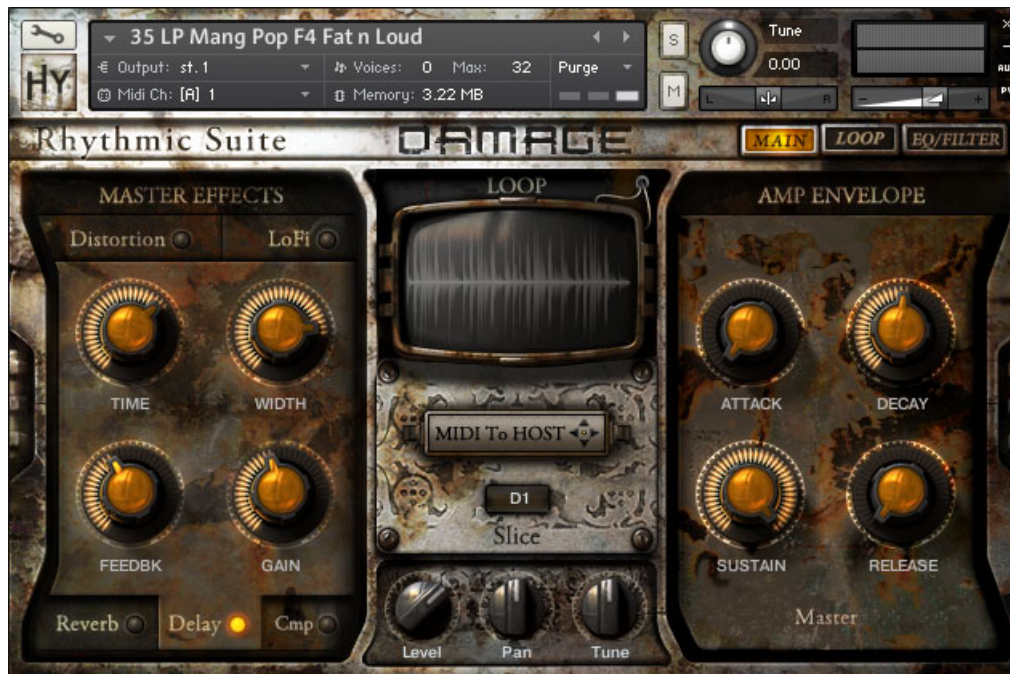 35 LP Mang Pop F4 Fat n Loud
Output: st.1
Voices: 0 Max: 32
Purge
Midi Ch: [A] 1
Memory: 3.22 MB
S
M
Tune
0.00
L R
- +
HY
Rhythmic Suite
DAMAGE
MAIN
LOOP
EQ/FILTER
MASTER EFFECTS
Distortion
LoFi
TIME
WIDTH
FEEDBK
GAIN
Reverb
Delay
Cmp
LOOP
MIDI To HOST
D1
Slice
Level
Pan
Tune
AMP ENVELOPE
ATTACK
DECAY
SUSTAIN
RELEASE
Master